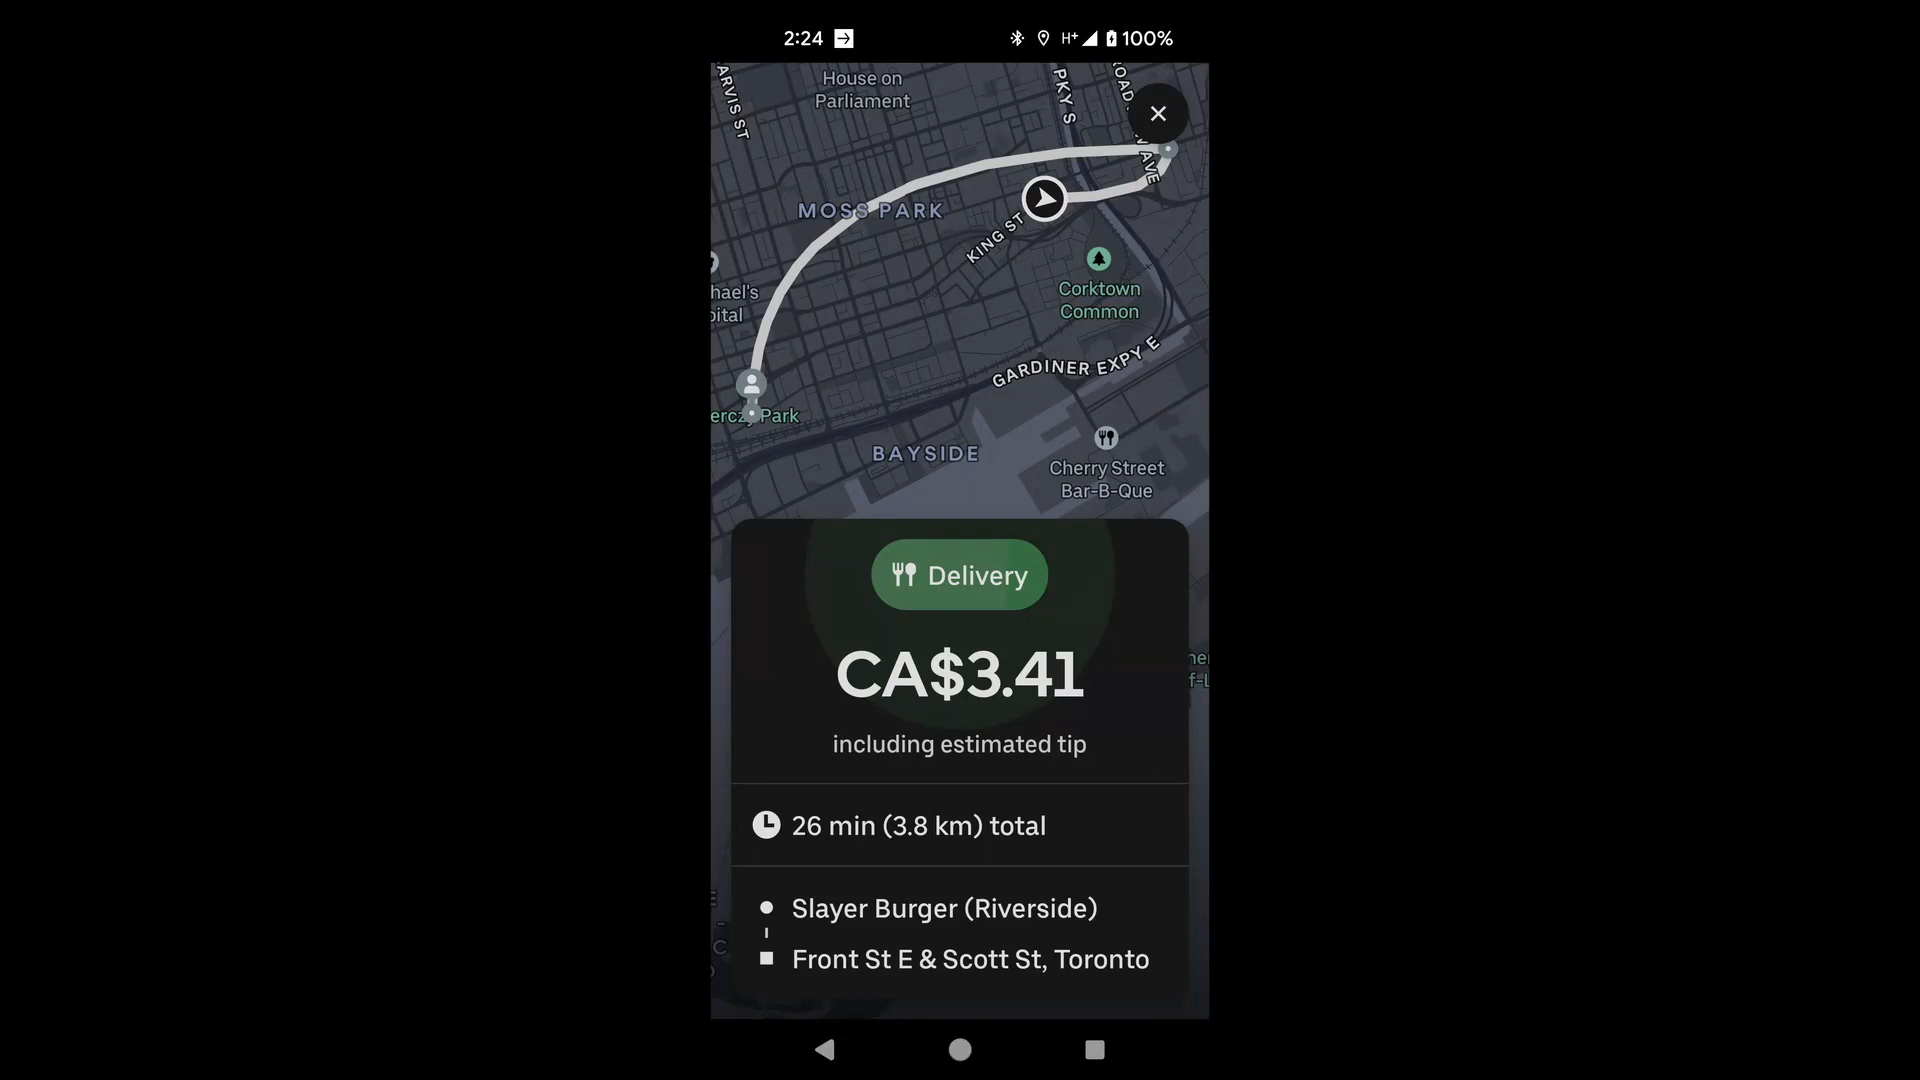 2:24
H+
100%
House on
Parliament
PKY S
MOSS PARK
KING ST
Corktown
Common
GARDINER EXPY E
Park
BAYSIDE
Cherry Street
Bar-B-Que
Delivery
CA$3.41
including estimated tip
26 min (3.8 km) total
Slayer Burger (Riverside)
Front St E & Scott St, Toronto